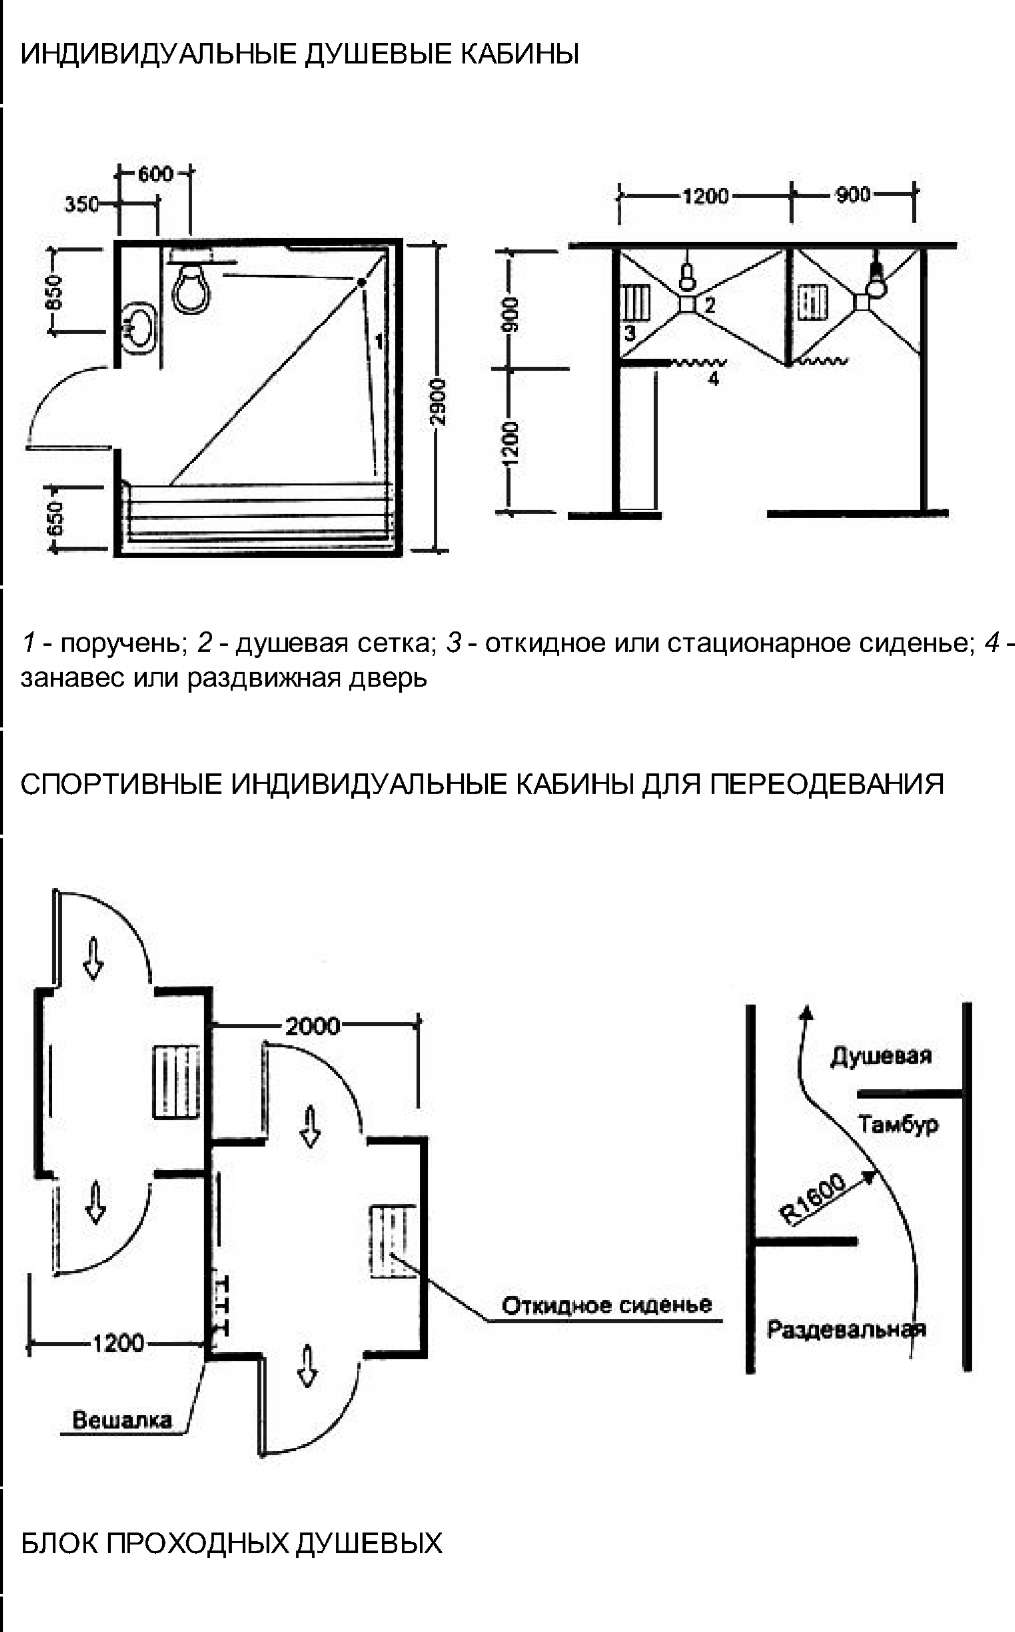 ИНДИВИДУАЛЬНЫЕ ДУШЕВЫЕ КАБИНЫ
600
350
850
2900
650
1200
900
900
1200
1
2
3
4
1 - поручень; 2 - душевая сетка; 3 - откидное или стационарное сиденье; 4 -
занавес или раздвижная дверь
СПОРТИВНЫЕ ИНДИВИДУАЛЬНЫЕ КАБИНЫ ДЛЯ ПЕРЕОДЕВАНИЯ
2000
Душевая
Тамбур
R1600
Откидное сиденье
Раздевальная
1200
Вешалка
БЛОК ПРОХОДНЫХ ДУШЕВЫХ